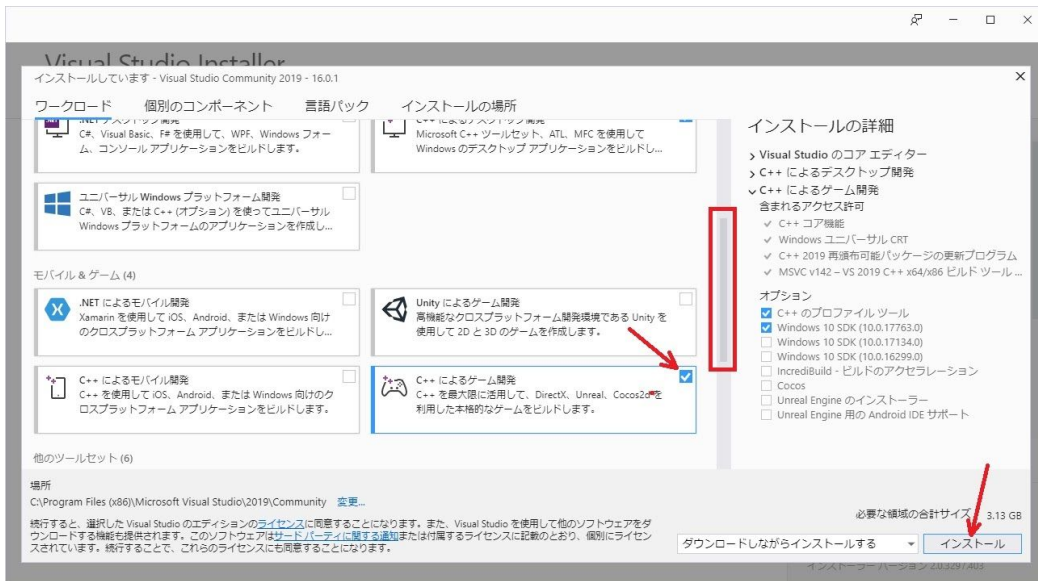 Visual Studio Installer
インストールしています - Visual Studio Community 2019 - 16.0.1
ワークロード 個別のコンポーネント 言語パック インストールの場所
.NET デスクトップ開発
C#、Visual Basic、F# を使用して、WPF、Windows フォー
ム、コンソール アプリケーションをビルドします。
C++ によるデスクトップ開発
Microsoft C++ ツールセット、ATL、MFC を使用して
Windows のデスクトップ アプリケーションをビルドし...
ユニバーサル Windows プラットフォーム開発
C#、VB、または C++ (オプション) を使ってユニバーサル
Windows プラットフォームのアプリケーションを作成し...
モバイル & ゲーム (4)
.NET によるモバイル開発
Xamarin を使用して iOS、Android、または Windows 向け
のクロスプラットフォーム アプリケーションをビルドし...
Unity によるゲーム開発
高機能なクロスプラットフォーム開発環境である Unity を
使用して 2D と 3D のゲームを作成します。
C++ によるモバイル開発
C++ を使用して iOS、Android、または Windows 向けのク
ロスプラットフォーム アプリケーションをビルドします。
C++ によるゲーム開発
C++ を最大限に活用して、DirectX、Unreal、Cocos2d を
利用した本格的なゲームをビルドします。
他のツールセット (6)
インストールの詳細
Visual Studio のコア エディター
C++ によるデスクトップ開発
C++ によるゲーム開発
含まれるアクセス許可
C++ コア機能
Windows ユニバーサル CRT
C++ 2019 再頒布可能パッケージの更新プログラム
MSVC v142 – VS 2019 C++ x64/x86 ビルド ツール ...
オプション
C++ のプロファイル ツール
Windows 10 SDK (10.0.17763.0)
Windows 10 SDK (10.0.17134.0)
Windows 10 SDK (10.0.16299.0)
IncrediBuild - ビルドのアクセラレーション
Cocos
Unreal Engine のインストーラー
Unreal Engine 用の Android IDE サポート
場所
C:\Program Files (x86)\Microsoft Visual Studio\2019\Community 変更...
続行すると、選択した Visual Studio のエディションのライセンスに同意することになります。また、Visual Studio を使用して他のソフトウェアをダ
ウンロードする機能も提供されます。このソフトウェアはサード パーティに関する通知または付属するライセンスに記載のとおり、個別にライセン
スされています。続行することで、これらのライセンスにも同意することになります。
必要な領域の合計サイズ 3.13 GB
ダウンロードしながらインストールする インストール
インストーラー バージョン 2.0.3297.403